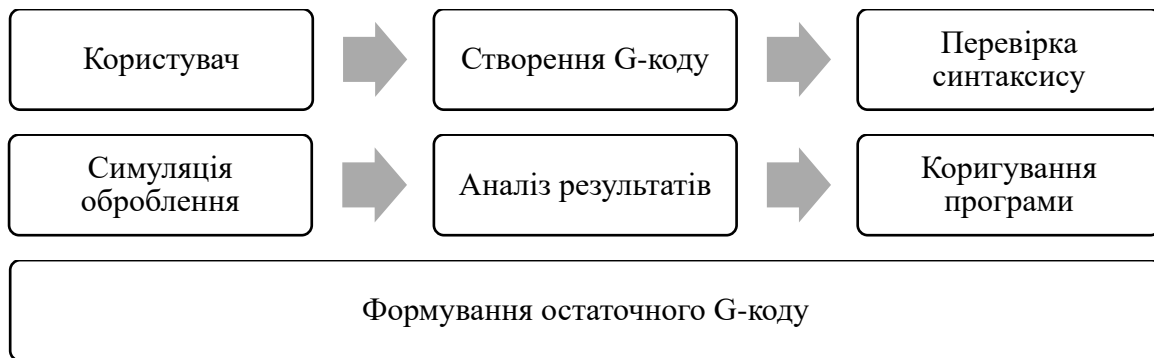 Користувач
Створення G-коду
Перевірка
синтаксису
Симуляція
оброблення
Аналіз результатів
Коригування
програми
Формування остаточного G-коду